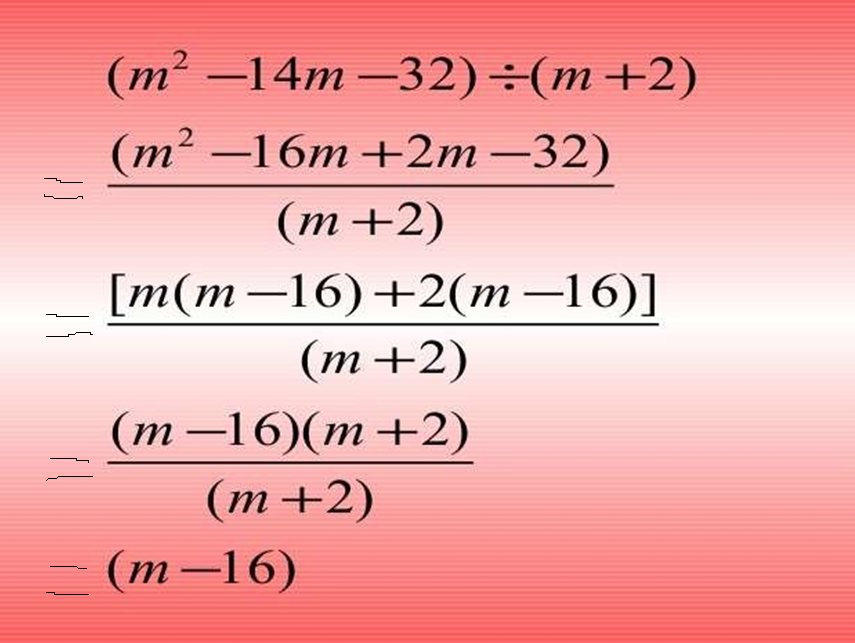 (m² −14m −32) ÷(m +2)
= (m² −16m +2m −32)
(m +2)
= [m(m −16) +2(m −16)]
(m +2)
= (m −16)(m +2)
(m +2)
= (m −16)